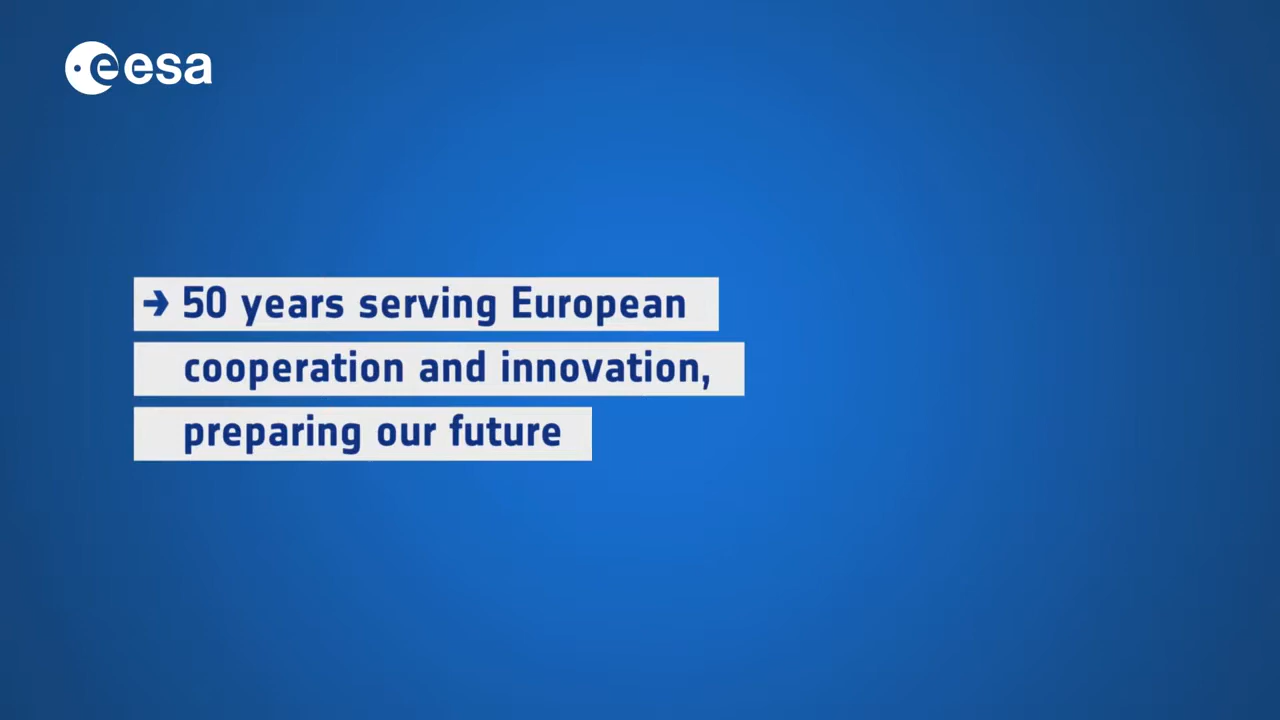 esa
→ 50 years serving European
cooperation and innovation,
preparing our future